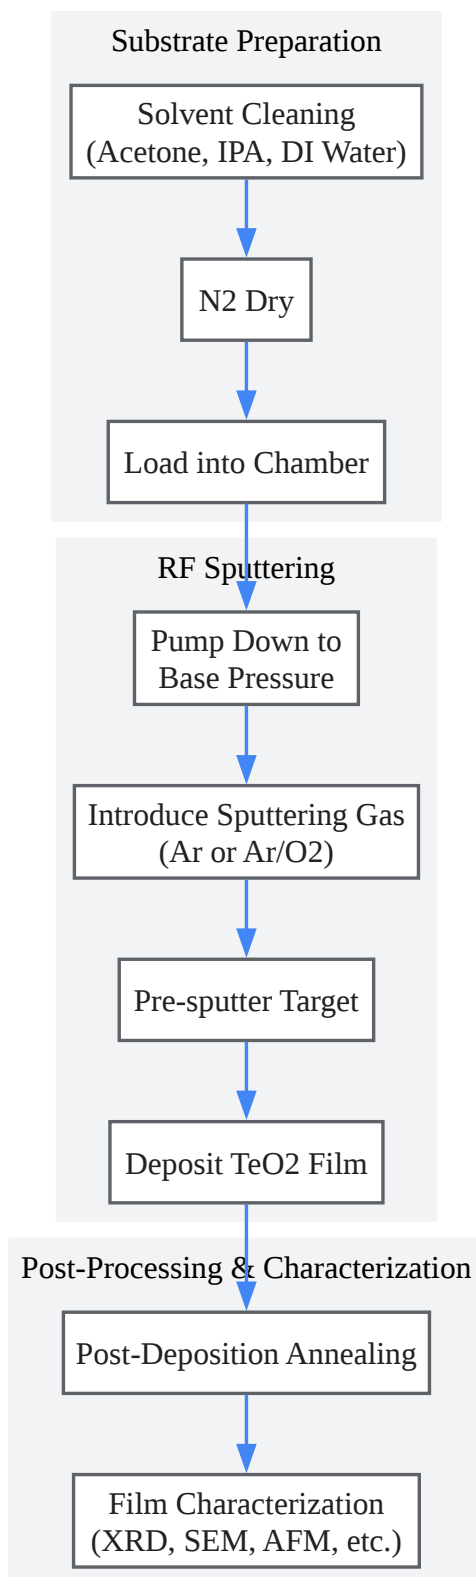 Substrate Preparation
Solvent Cleaning
(Acetone, IPA, DI Water)
N2 Dry
Load into Chamber
RF Sputtering
Pump Down to
Base Pressure
Introduce Sputtering Gas
(Ar or Ar/O2)
Pre-sputter Target
Deposit TeO2 Film
Post-Processing & Characterization
Post-Deposition Annealing
Film Characterization
(XRD, SEM, AFM, etc.)